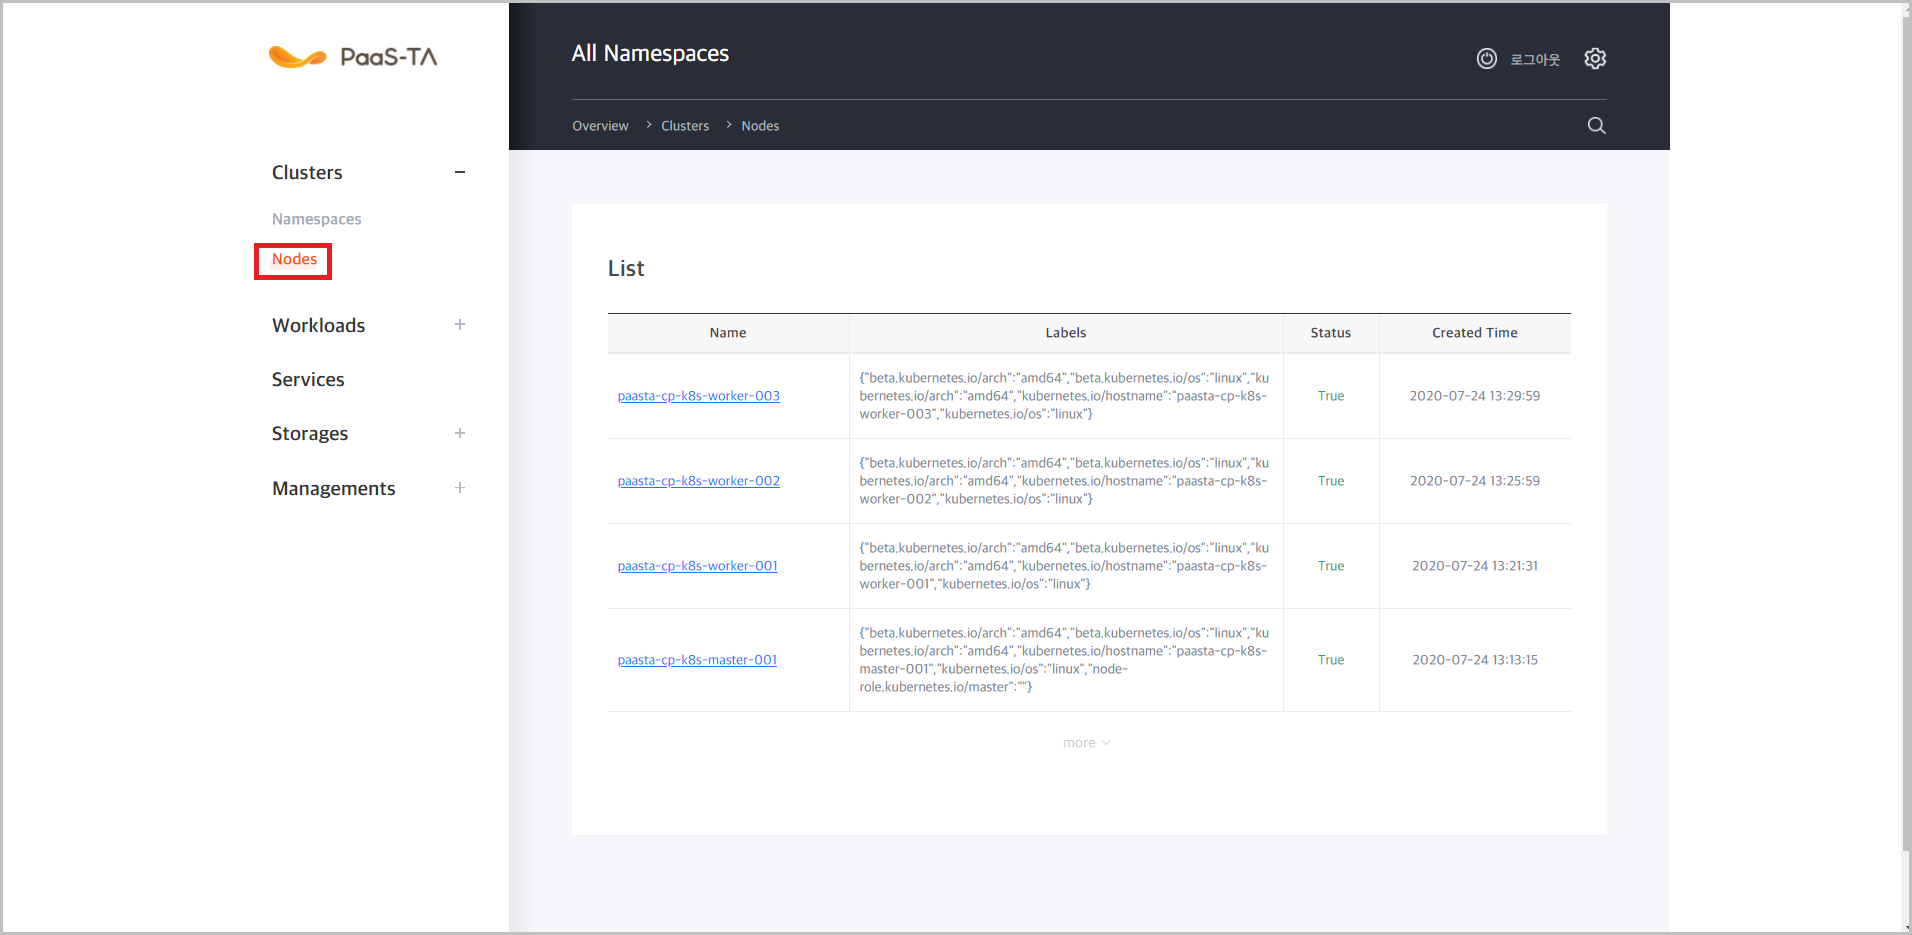 PaaS-TA
All Namespaces
로그아웃
Overview > Clusters > Nodes
Clusters −
Namespaces
Nodes
Workloads +
Services
Storages +
Managements +
List
Name Labels Status Created Time
paasta-cp-k8s-worker-003
{"beta.kubernetes.io/arch":"amd64","beta.kubernetes.io/os":"linux","ku
bernetes.io/arch":"amd64","kubernetes.io/hostname":"paasta-cp-k8s-
worker-003","kubernetes.io/os":"linux"}
True
2020-07-24 13:29:59
paasta-cp-k8s-worker-002
{"beta.kubernetes.io/arch":"amd64","beta.kubernetes.io/os":"linux","ku
bernetes.io/arch":"amd64","kubernetes.io/hostname":"paasta-cp-k8s-
worker-002","kubernetes.io/os":"linux"}
True
2020-07-24 13:25:59
paasta-cp-k8s-worker-001
{"beta.kubernetes.io/arch":"amd64","beta.kubernetes.io/os":"linux","ku
bernetes.io/arch":"amd64","kubernetes.io/hostname":"paasta-cp-k8s-
worker-001","kubernetes.io/os":"linux"}
True
2020-07-24 13:21:31
paasta-cp-k8s-master-001
{"beta.kubernetes.io/arch":"amd64","beta.kubernetes.io/os":"linux","ku
bernetes.io/arch":"amd64","kubernetes.io/hostname":"paasta-cp-k8s-
master-001","kubernetes.io/os":"linux","node-
role.kubernetes.io/master":""}
True
2020-07-24 13:13:15
more